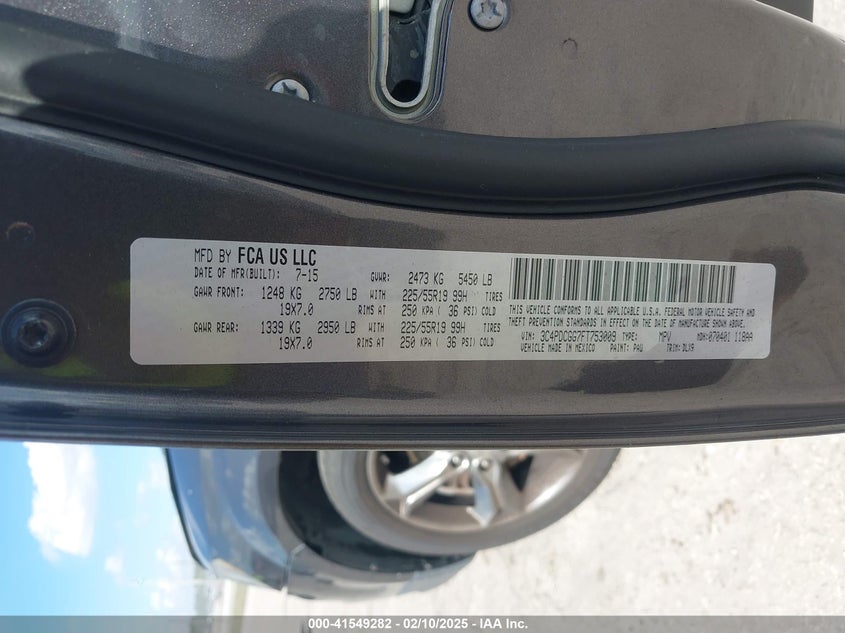 MFD BY FCA US LLC
DATE OF MFR(BUILT): 7-15 GVWR: 2473 KG 5450 LB
GAWR FRONT: 1248 KG 2750 LB WITH 225/55R19 99H TIRES
19X7.0 RIMS AT 250 KPA ( 36 PSI) COLD
GAWR REAR: 1339 KG 2950 LB WITH 225/55R19 99H TIRES
19X7.0 RIMS AT 250 KPA ( 36 PSI) COLD
THIS VEHICLE CONFORMS TO ALL APPLICABLE U.S.A. FEDERAL MOTOR VEHICLE SAFETY AND
THEFT PREVENTION STANDARDS IN EFFECT ON THE DATE OF MANUFACTURE SHOWN ABOVE.
VIN: 3C4PDCGG7FT753009 TYPE: MPV MDH: 070401 118AA
VEHICLE MADE IN MEXICO PAINT: PAU TRIM: DLX9
000-41549282 - 02/10/2025 - IAA Inc.